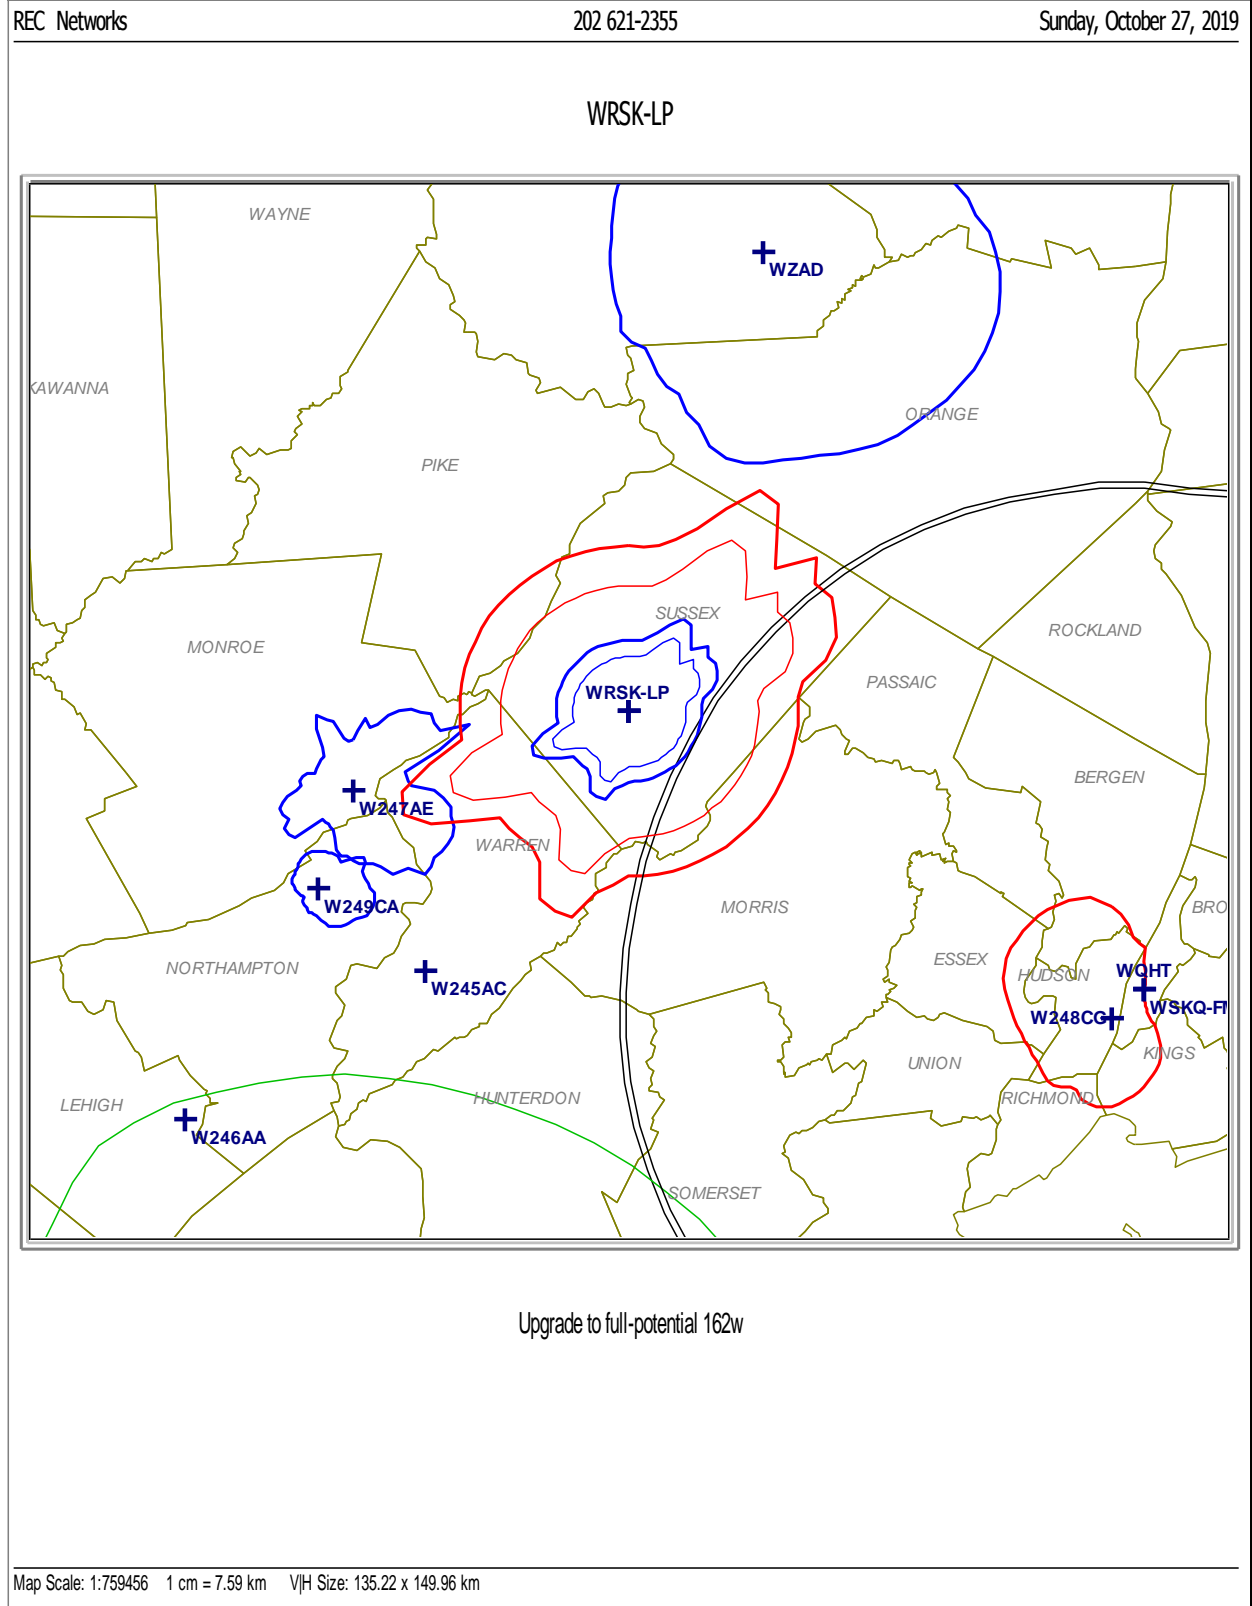 REC Networks 202 621-2355 Sunday, October 27, 2019
WRSK-LP
WAYNE
WZAD
KAWANNA
ORANGE
PIKE
SUSSEX
ROCKLAND
MONROE
PASSAIC
WRSK-LP
BERGEN
W247AE
WARREN
W249CA
MORRIS
BRO
ESSEX
NORTHAMPTON
HUDSON
WQHT
W245AC
WSKQ-F
W248CG
KINGS
UNION
HUNTERDON
RICHMOND
LEHIGH
W246AA
SOMERSET
Upgrade to full-potential 162w
Map Scale: 1:759456 1 cm = 7.59 km V|H Size: 135.22 x 149.96 km